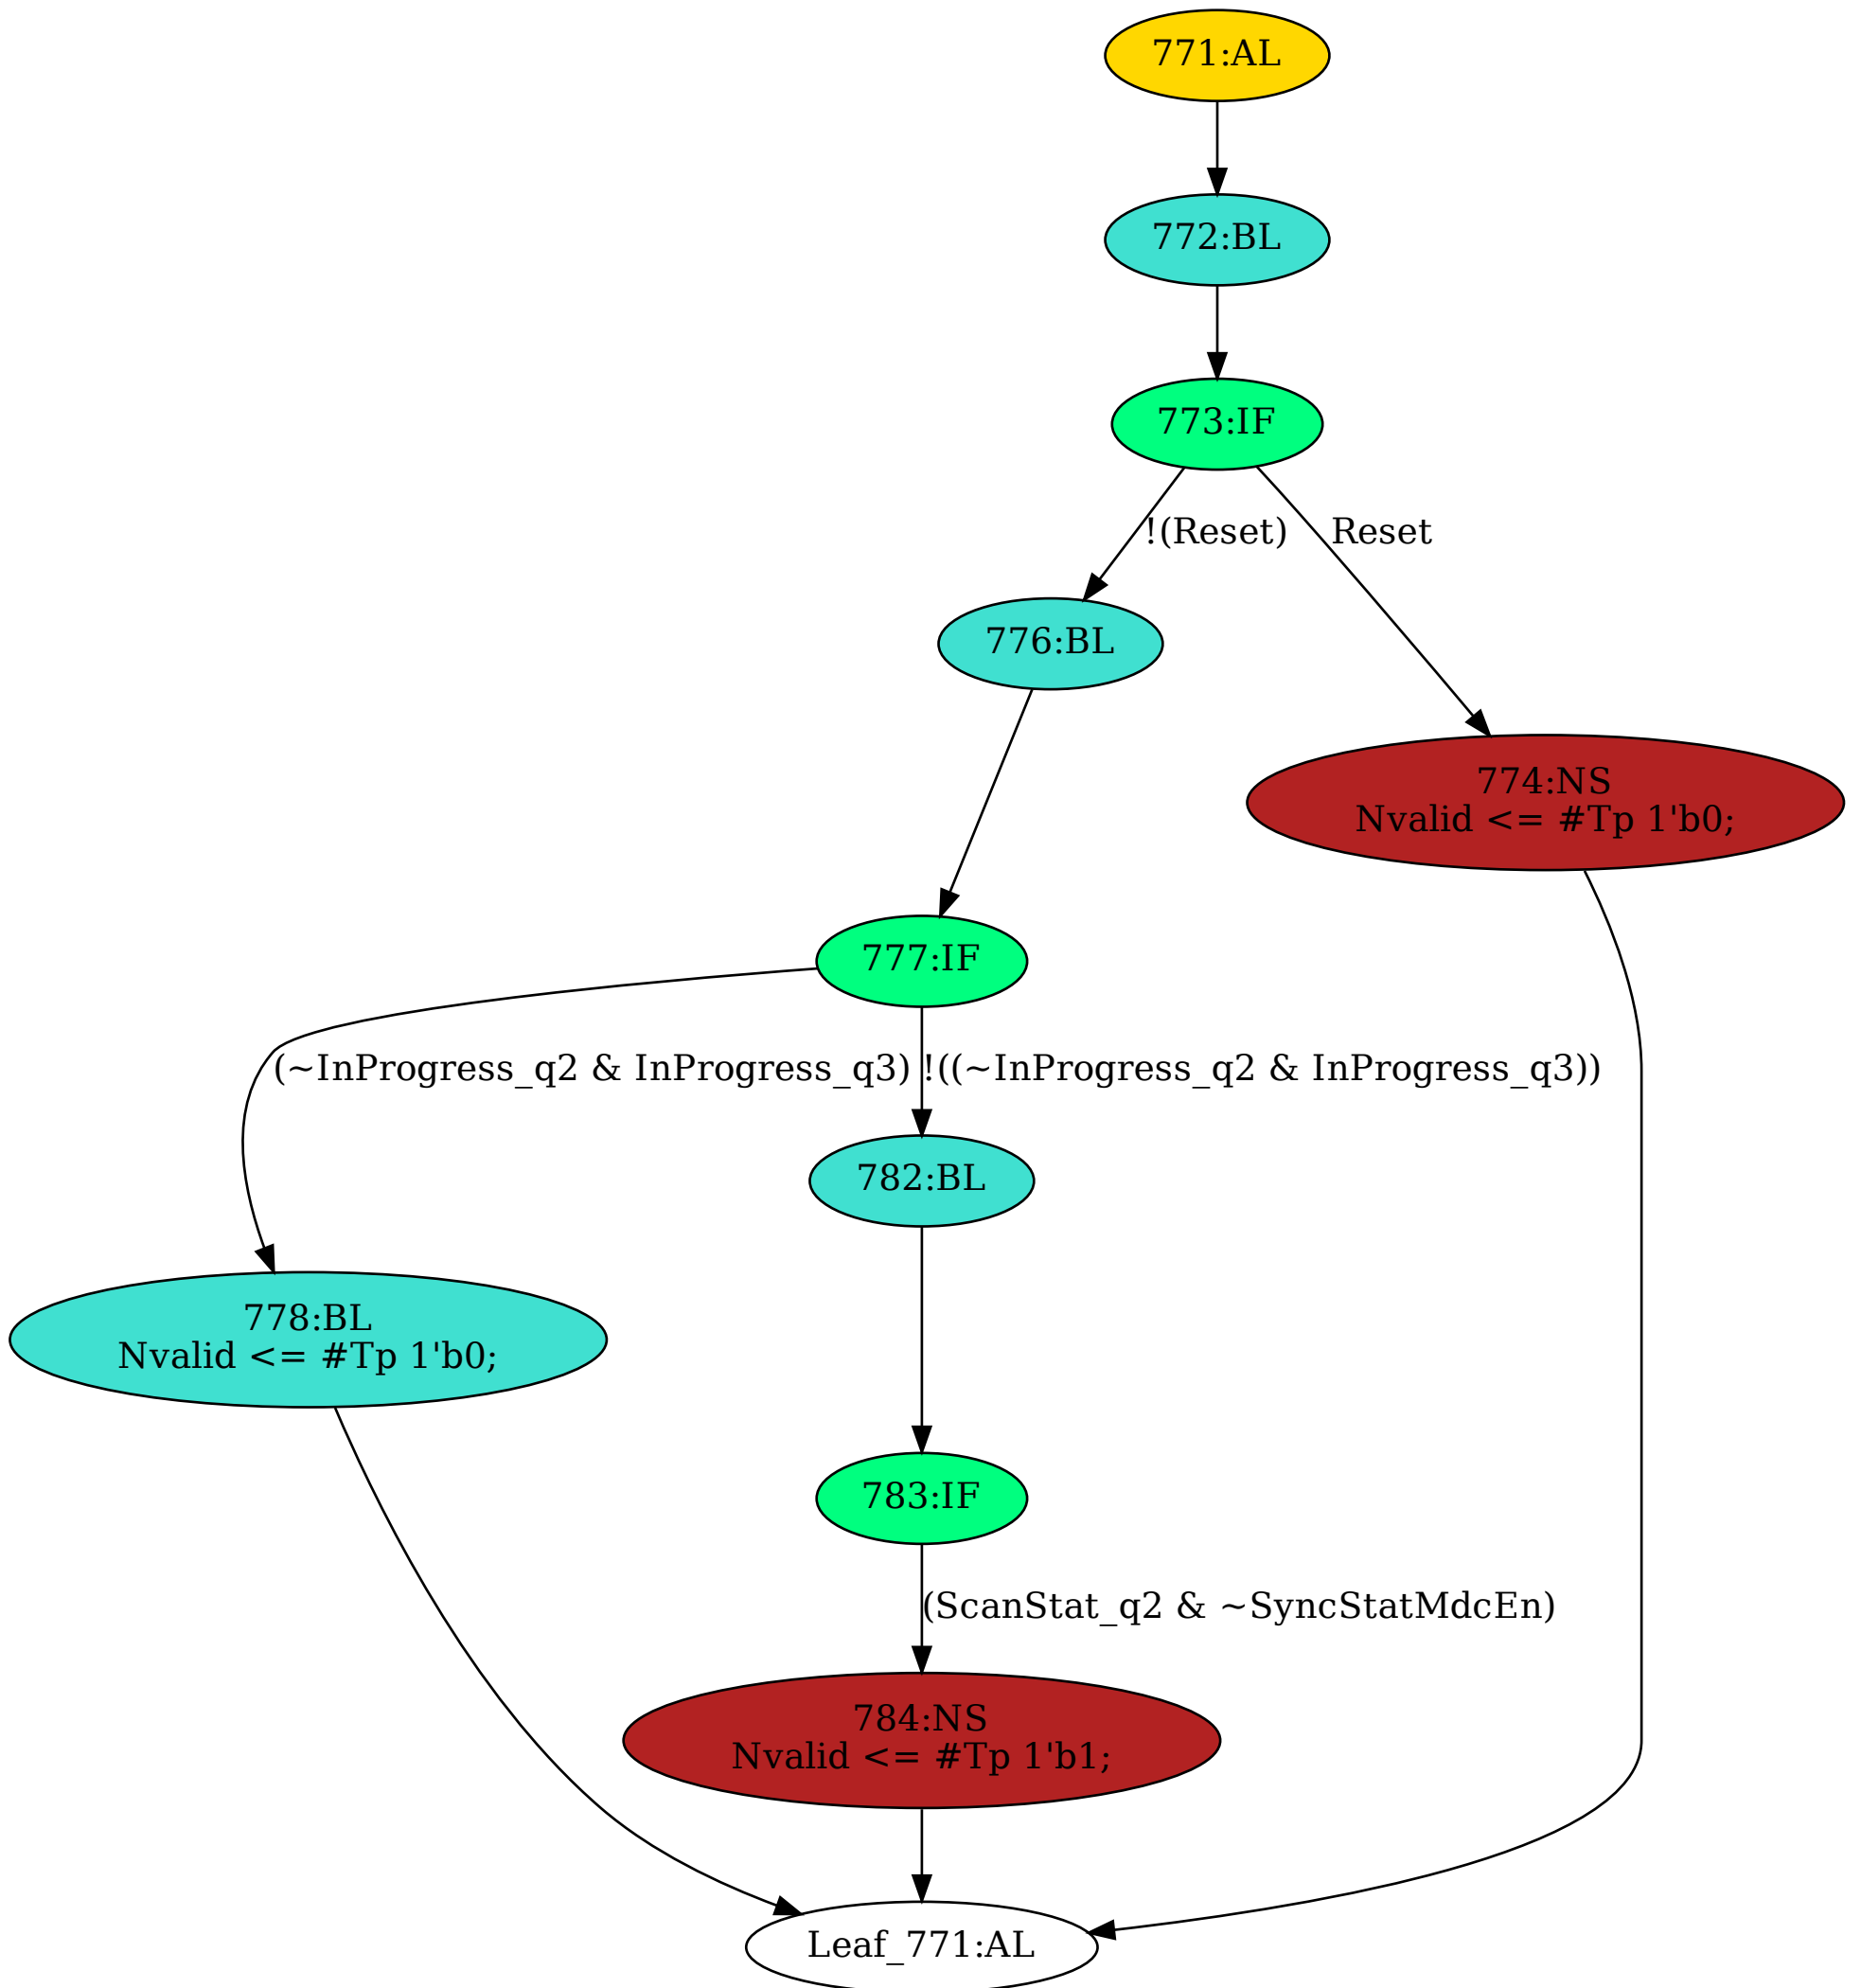 771:AL
772:BL
773:IF
!(Reset)
Reset
776:BL
774:NS
Nvalid <= #Tp 1'b0;
777:IF
(~InProgress_q2 & InProgress_q3)
!((~InProgress_q2 & InProgress_q3))
782:BL
778:BL
Nvalid <= #Tp 1'b0;
783:IF
(ScanStat_q2 & ~SyncStatMdcEn)
784:NS
Nvalid <= #Tp 1'b1;
Leaf_771:AL